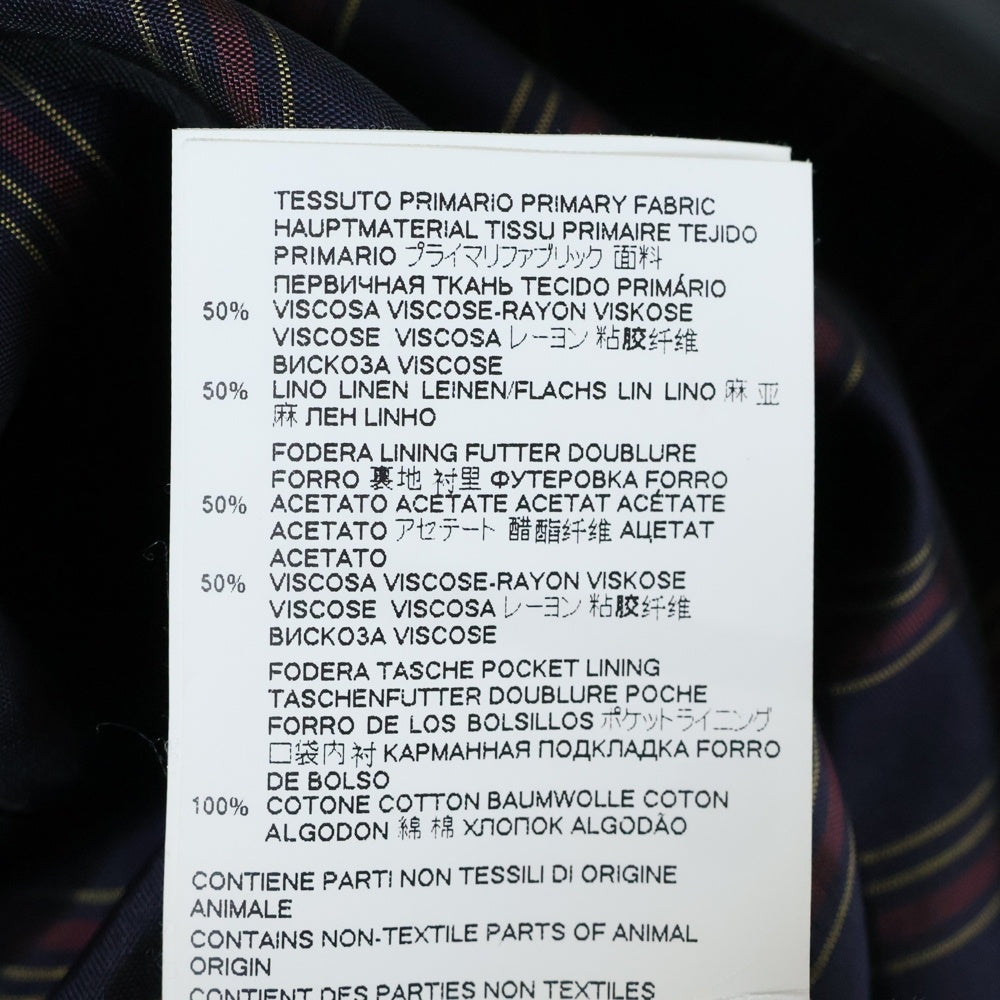 TESSUTO PRIMARIO PRIMARY FABRIC
HAUPTMATERIAL TISSU PRIMAIRE TEJIDO
PRIMARIO プライマリファブリック 面料
ПЕРВИЧНАЯ ТКАНЬ TECIDO PRIMÁRIO
50% VISCOSA VISCOSE-RAYON VISKOSE
VISCOSE VISCOSA レーヨン 粘胶纤维
ВИСКОЗА VISCOSE
50% LINO LINEN LEINEN/FLACHS LIN LINO 麻 亚
麻 ЛЕН LINHO
FODERA LINING FUTTER DOUBLURE
FORRO 裏地 衬里 ФУТЕРОВКА FORRO
50% ACETATO ACETATE ACETAT ACÉTATE
ACETATO アセテート 醋酯纤维 АЦЕТАТ
ACETATO
50% VISCOSA VISCOSE-RAYON VISKOSE
VISCOSE VISCOSA レーヨン 粘胶纤维
ВИСКОЗА VISCOSE
FODERA TASCHE POCKET LINING
TASCHENFUTTER DOUBLURE POCHE
FORRO DE LOS BOLSILLOS ポケットライニング
口袋内衬 КАРМАННАЯ ПОДКЛАДКА FORRO
DE BOLSO
100% COTONE COTTON BAUMWOLLE COTON
ALGODON 綿 棉 ХЛОПОК ALGODÃO
CONTIENE PARTI NON TESSILI DI ORIGINE
ANIMALE
CONTAINS NON-TEXTILE PARTS OF ANIMAL
ORIGIN
CONTIENT DES PARTIES NON TEXTILES